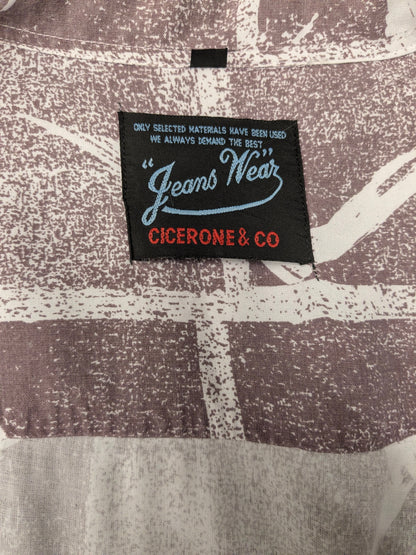 ONLY SELECTED MATERIALS HAVE BEEN USED
WE ALWAYS DEMAND THE BEST
"Jeans Wear"
CICERONE & CO